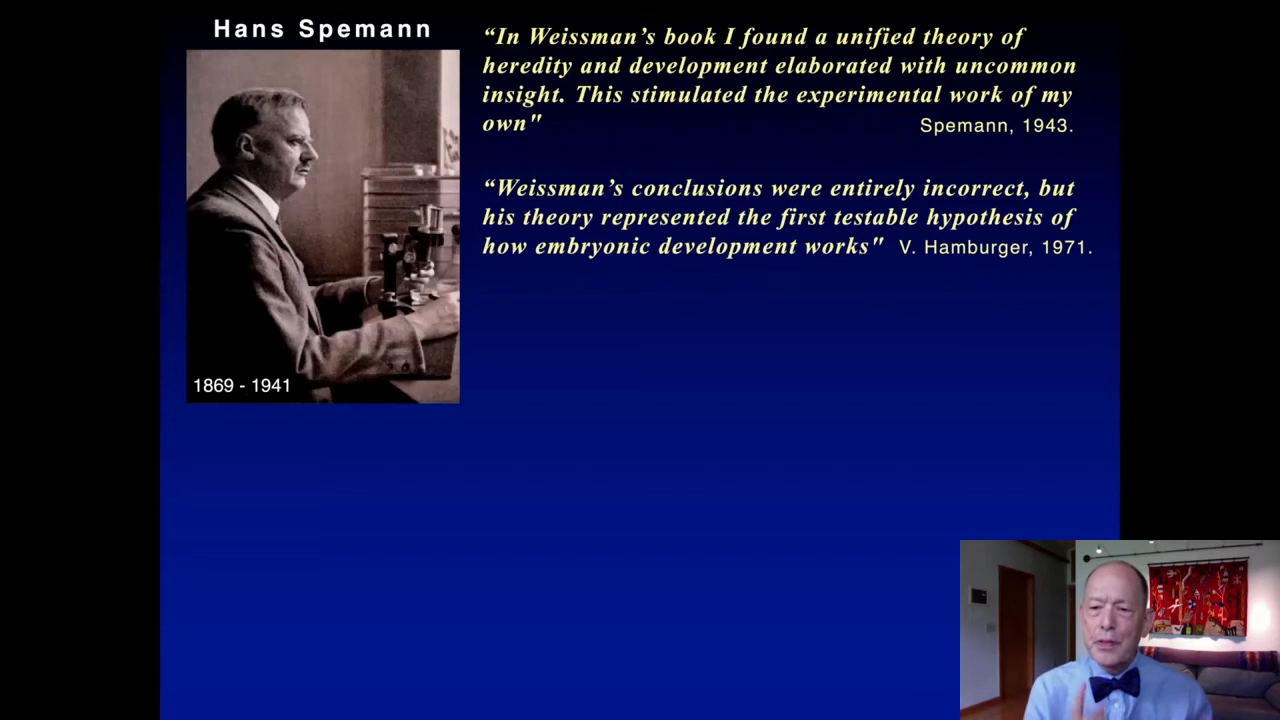 Hans Spemann
“In Weissman’s book I found a unified theory of
heredity and development elaborated with uncommon
insight. This stimulated the experimental work of my
own"
Spemann, 1943.
“Weissman’s conclusions were entirely incorrect, but
his theory represented the first testable hypothesis of
how embryonic development works" V. Hamburger, 1971.
1869 - 1941